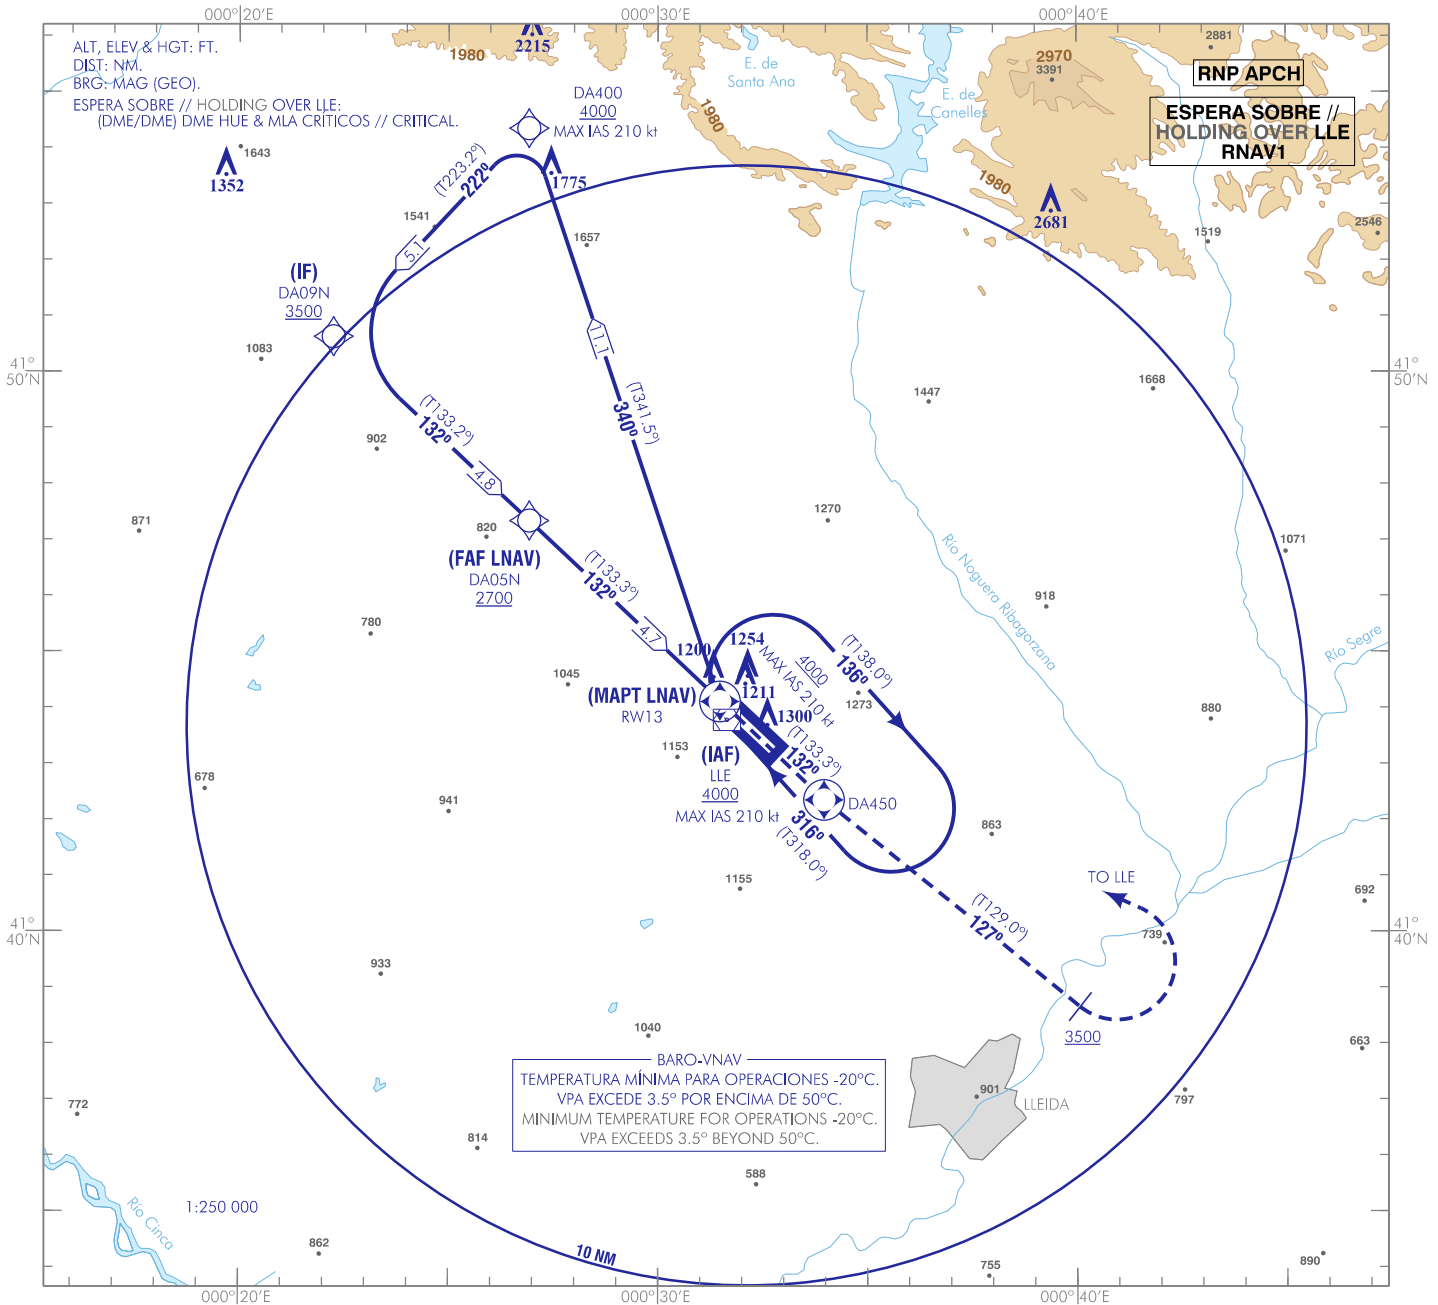 000°20′E
000°30′E
000°40′E
ALT, ELEV & HGT: FT.
DIST: NM.
BRG: MAG (GEO).
ESPERA SOBRE // HOLDING OVER LLE:
(DME/DME) DME HUE & MLA CRÍTICOS // CRITICAL.
1980
2215
E. de
Santa Ana
2970
3391
2881
RNP APCH
ESPERA SOBRE //
HOLDING OVER LLE
RNAV1
DA400
4000
MAX IAS 210 kt
1980
E. de
Canelles
1643
1352
(T223.2°)
222°
1775
1980
2681
2546
1541
5.1
1657
1519
(IF)
DA09N
3500
1083
11.1
41°
50′N
41°
50′N
1668
1447
(T341.5°)
340°
(T133.2°)
132°
902
4.8
871
820
1270
1071
(FAF LNAV)
DA05N
2700
(T133.3°)
132°
Río Noguera Ribagorzana
918
780
4.7
1045
1200
1254
4000
MAX IAS 210 kt
(T138.0°)
136°
Río Segre
(MAPT LNAV)
RW13
1211
1300
1273
880
1153
(IAF)
LLE
4000
MAX IAS 210 kt
(T133.3°)
132°
DA450
678
941
316°
(T318.0°)
863
1155
TO LLE
692
(T129.0°)
127°
41°
40′N
41°
40′N
739
933
1040
3500
663
BARO-VNAV
TEMPERATURA MÍNIMA PARA OPERACIONES -20°C.
VPA EXCEDE 3.5° POR ENCIMA DE 50°C.
MINIMUM TEMPERATURE FOR OPERATIONS -20°C.
VPA EXCEEDS 3.5° BEYOND 50°C.
901
LLEIDA
797
772
814
588
Río Cinca
1:250 000
862
10 NM
755
890
000°20′E
000°30′E
000°40′E